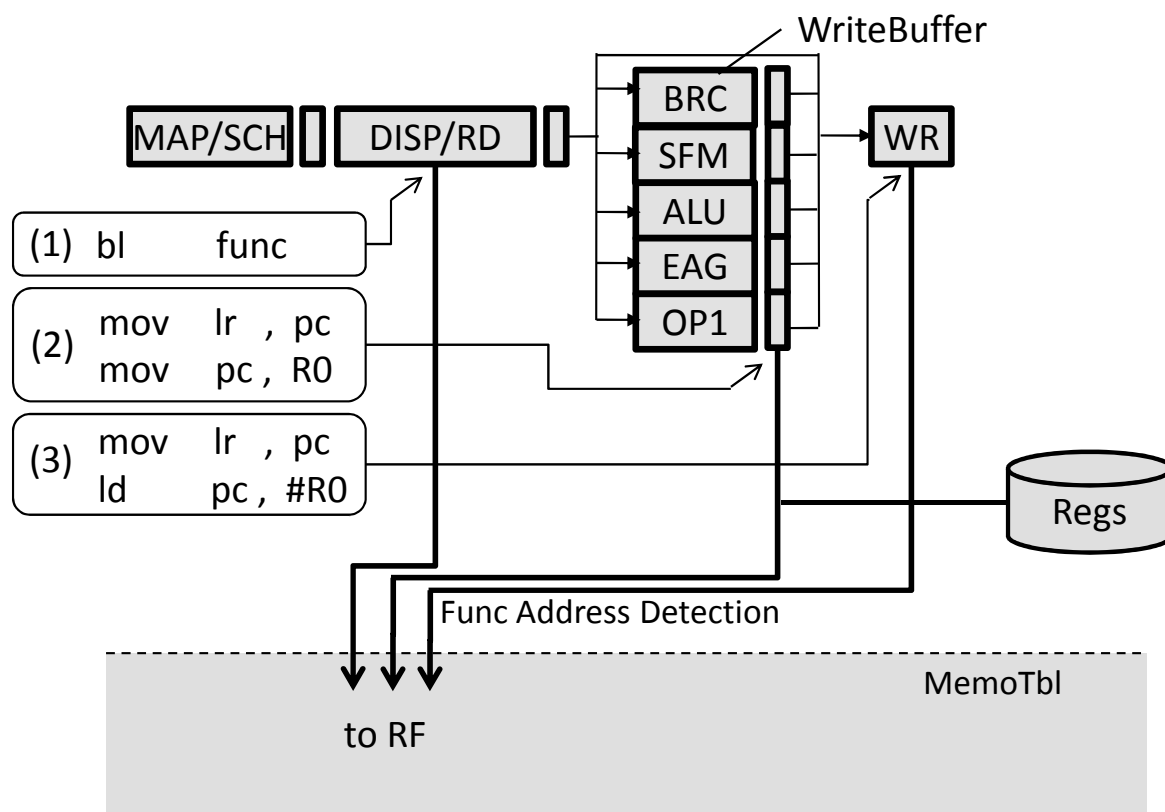 WriteBuffer
MAP/SCH
DISP/RD
BRC
SFM
ALU
EAG
OP1
WR
(1) bl func
(2) mov lr , pc
mov pc , R0
(3) mov lr , pc
ld pc , #R0
Regs
Func Address Detection
MemoTbl
to RF